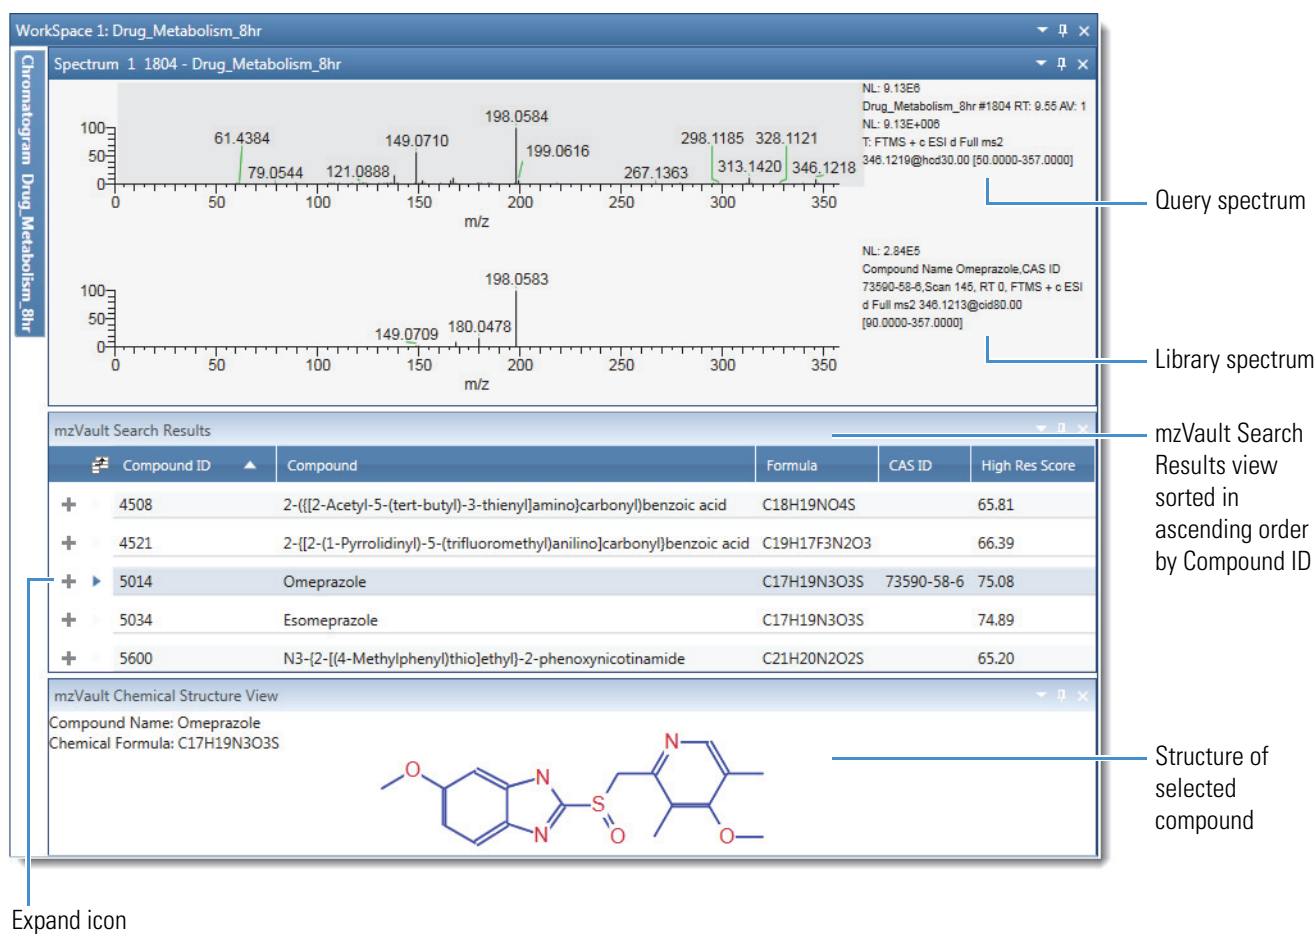 WorkSpace 1: Drug_Metabolism_8hr
Chromatogram Drug_Metabolism_8hr
Spectrum 1 1804 - Drug_Metabolism_8hr
NL: 9.13E6
Drug_Metabolism_8hr #1804 RT: 9.55 AV: 1
NL: 9.13E+006
T: FTMS + c ESI d Full ms2
346.1219@hcd30.00 [50.0000-357.0000]
198.0584
100
61.4384
149.0710
298.1185
328.1121
50
199.0616
79.0544
121.0888
267.1363
313.1420
346.1218
0
0 50 100 150 200 250 300 350
m/z
Query spectrum
NL: 2.84E5
Compound Name Omeprazole,CAS ID
73590-58-6,Scan 145, RT 0, FTMS + c ESI
d Full ms2 346.1213@cid80.00
[90.0000-357.0000]
198.0583
100
50
149.0709
180.0478
0
0 50 100 150 200 250 300 350
m/z
Library spectrum
mzVault Search Results
Compound ID Compound Formula CAS ID High Res Score
4508 2-({[2-Acetyl-5-(tert-butyl)-3-thienyl]amino}carbonyl)benzoic acid C18H19NO4S 65.81
4521 2-{[2-(1-Pyrrolidinyl)-5-(trifluoromethyl)anilino]carbonyl}benzoic acid C19H17F3N2O3 66.39
5014 Omeprazole C17H19N3O3S 73590-58-6 75.08
5034 Esomeprazole C17H19N3O3S 74.89
5600 N3-{2-[(4-Methylphenyl)thio]ethyl}-2-phenoxynicotinamide C21H20N2O2S 65.20
mzVault Search
Results view
sorted in
ascending order
by Compound ID
mzVault Chemical Structure View
Compound Name: Omeprazole
Chemical Formula: C17H19N3O3S
N
O
N
S
N
O
O
Structure of
selected
compound
Expand icon